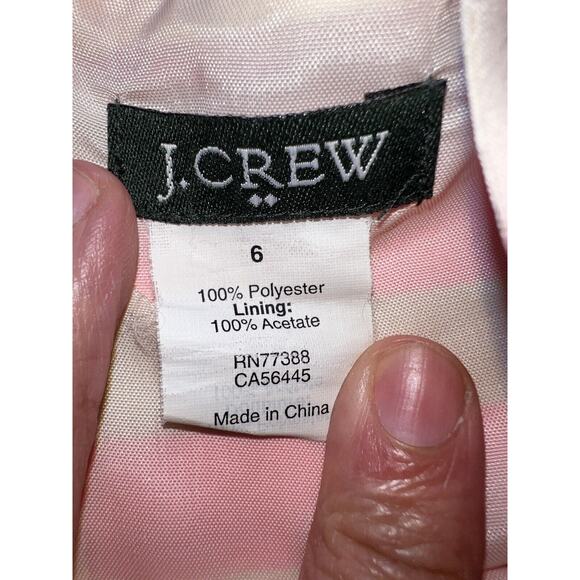 J.CREW
6
100% Polyester
Lining:
100% Acetate
RN77388
CA56445
Made in China